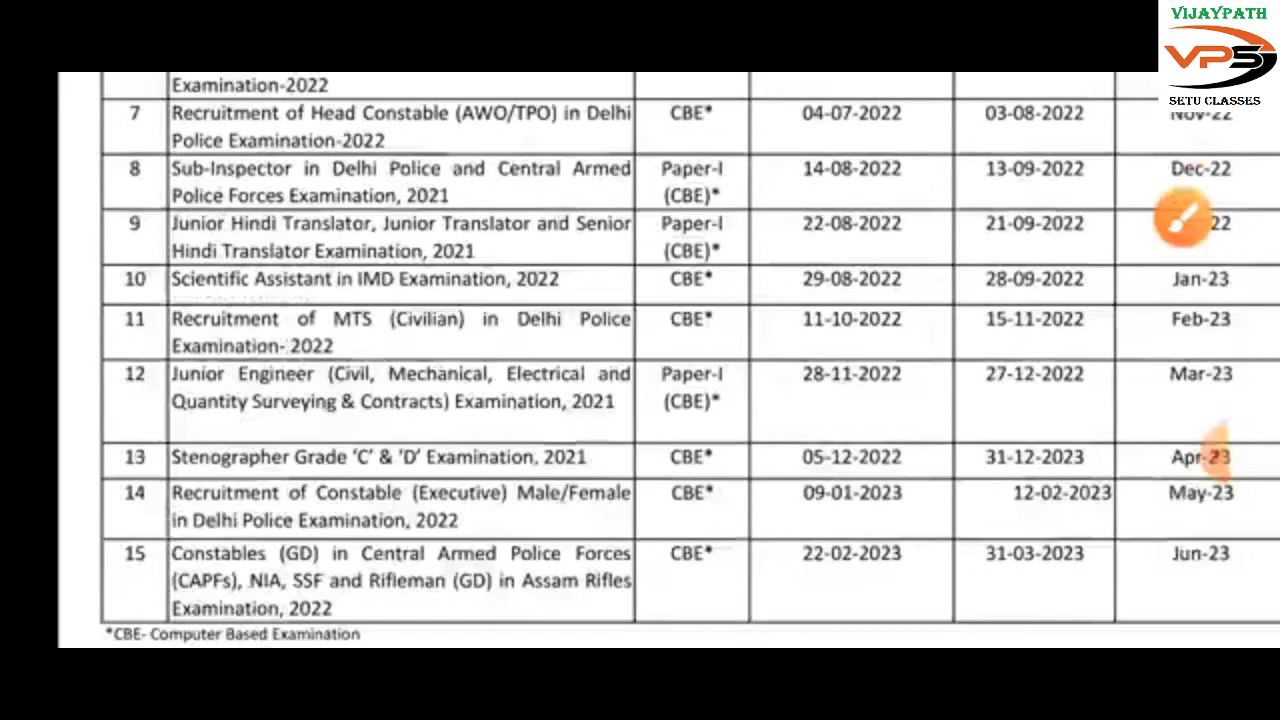 VIJAYPATH
VPS
SETU CLASSES
Examination-2022
7 Recruitment of Head Constable (AWO/TPO) in Delhi CBE* 04-07-2022 03-08-2022 Nov-22
Police Examination-2022
8 Sub-Inspector in Delhi Police and Central Armed Paper-I 14-08-2022 13-09-2022 Dec-22
Police Forces Examination, 2021 (CBE)*
9 Junior Hindi Translator, Junior Translator and Senior Paper-I 22-08-2022 21-09-2022 22
Hindi Translator Examination, 2021 (CBE)*
10 Scientific Assistant in IMD Examination, 2022 CBE* 29-08-2022 28-09-2022 Jan-23
11 Recruitment of MTS (Civilian) in Delhi Police CBE* 11-10-2022 15-11-2022 Feb-23
Examination- 2022
12 Junior Engineer (Civil, Mechanical, Electrical and Paper-I 28-11-2022 27-12-2022 Mar-23
Quantity Surveying & Contracts) Examination, 2021 (CBE)*
13 Stenographer Grade 'C' & 'D' Examination, 2021 CBE* 05-12-2022 31-12-2023 Apr-23
14 Recruitment of Constable (Executive) Male/Female CBE* 09-01-2023 12-02-2023 May-23
in Delhi Police Examination, 2022
15 Constables (GD) in Central Armed Police Forces CBE* 22-02-2023 31-03-2023 Jun-23
(CAPFs), NIA, SSF and Rifleman (GD) in Assam Rifles
Examination, 2022
*CBE- Computer Based Examination